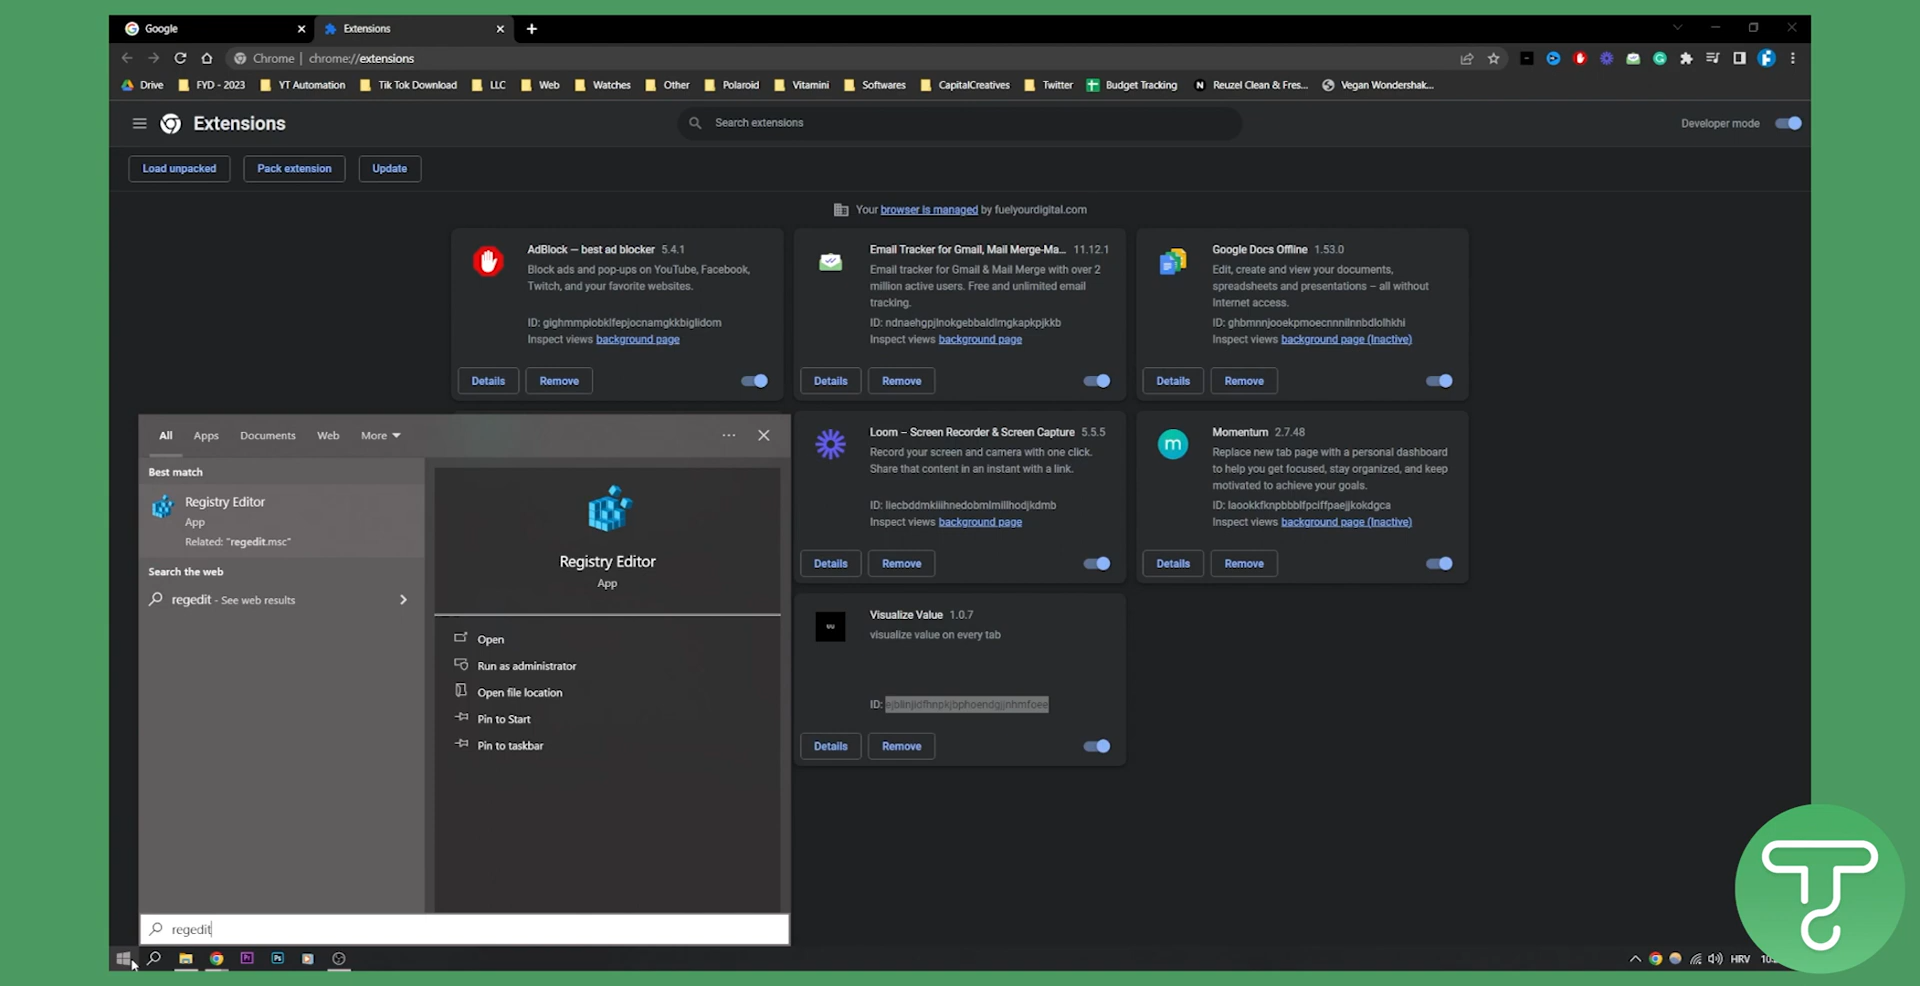 Google
Extensions
Chrome | chrome://extensions
Drive FYD - 2023 YT Automation Tik Tok Download LLC Web Watches Other Polaroid Vitamini Softwares CapitalCreatives Twitter Budget Tracking Reuzel Clean & Fres... Vegan Wondershak...
Extensions
Search extensions
Developer mode
Load unpacked
Pack extension
Update
Your browser is managed by fuelyourdigital.com
AdBlock — best ad blocker 5.4.1
Block ads and pop-ups on YouTube, Facebook,
Twitch, and your favorite websites.
ID: gighmmpiobklfepjocnamgkkbiglidom
Inspect views background page
Details
Remove
Email Tracker for Gmail, Mail Merge-Ma... 11.12.1
Email tracker for Gmail & Mail Merge with over 2
million active users. Free and unlimited email
tracking.
ID: ndnaehgpjlnokgebbaldlmgkapkpjkkb
Inspect views background page
Details
Remove
Google Docs Offline 1.53.0
Edit, create and view your documents,
spreadsheets and presentations – all without
Internet access.
ID: ghbmnnjooekpmoecnnnilnnbdlolhkhi
Inspect views background page (Inactive)
Details
Remove
Loom – Screen Recorder & Screen Capture 5.5.5
Record your screen and camera with one click.
Share that content in an instant with a link.
ID: liecbddmkiiihnedobmlmillhodjkdmb
Inspect views background page
Details
Remove
Momentum 2.7.48
Replace new tab page with a personal dashboard
to help you get focused, stay organized, and keep
motivated to achieve your goals.
ID: laookkfknpbbblfpciffpaejjkokdgca
Inspect views background page (Inactive)
Details
Remove
Visualize Value 1.0.7
visualize value on every tab
ID:
Details
Remove
All
Apps
Documents
Web
More
Best match
Registry Editor
App
Related: "regedit.msc"
Search the web
regedit - See web results
Registry Editor
App
Open
Run as administrator
Open file location
Pin to Start
Pin to taskbar
regedit
HRV